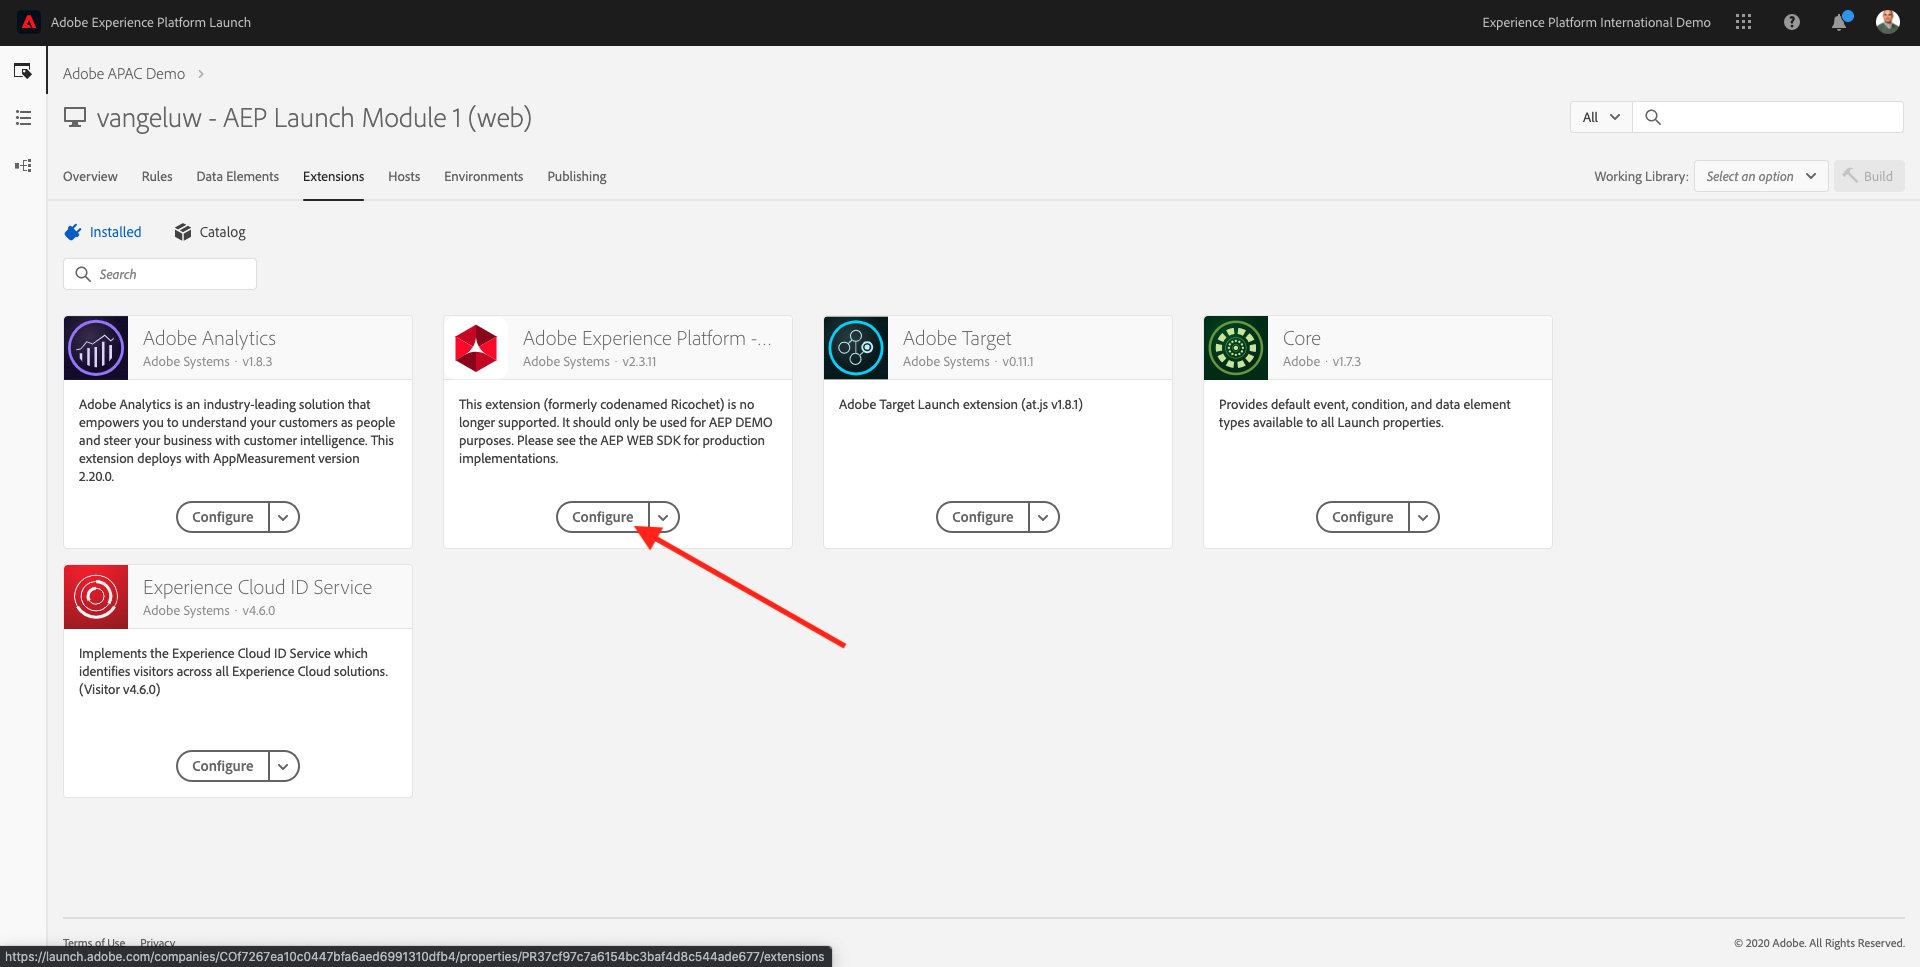 Adobe Experience Platform Launch
Experience Platform International Demo
Adobe APAC Demo
vangeluw - AEP Launch Module 1 (web)
All
Overview
Rules
Data Elements
Extensions
Hosts
Environments
Publishing
Working Library:
Select an option
Build
Installed
Catalog
Search
Adobe Analytics
Adobe Systems · v1.8.3
Adobe Analytics is an industry-leading solution that
empowers you to understand your customers as people
and steer your business with customer intelligence. This
extension deploys with AppMeasurement version
2.20.0.
Configure
Adobe Experience Platform -...
Adobe Systems · v2.3.11
This extension (formerly codenamed Ricochet) is no
longer supported. It should only be used for AEP DEMO
purposes. Please see the AEP WEB SDK for production
implementations.
Configure
Adobe Target
Adobe Systems · v0.11.1
Adobe Target Launch extension (at.js v1.8.1)
Configure
Core
Adobe · v1.7.3
Provides default event, condition, and data element
types available to all Launch properties.
Configure
Experience Cloud ID Service
Adobe Systems · v4.6.0
Implements the Experience Cloud ID Service which
identifies visitors across all Experience Cloud solutions.
(Visitor v4.6.0)
Configure
Terms of Use
Privacy
© 2020 Adobe. All Rights Reserved.
https://launch.adobe.com/companies/COf7267ea10c0447bfa6aed6991310dfb4/properties/PR37cf97c7a6154bc3baf4d8c544ade677/extensions